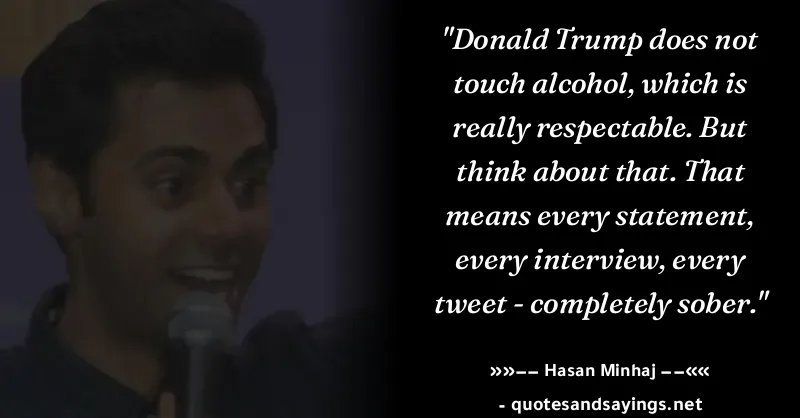 "Donald Trump does not
touch alcohol, which is
really respectable. But
think about that. That
means every statement,
every interview, every
tweet - completely sober."
»»−− Hasan Minhaj −−««
- quotesandsayings.net